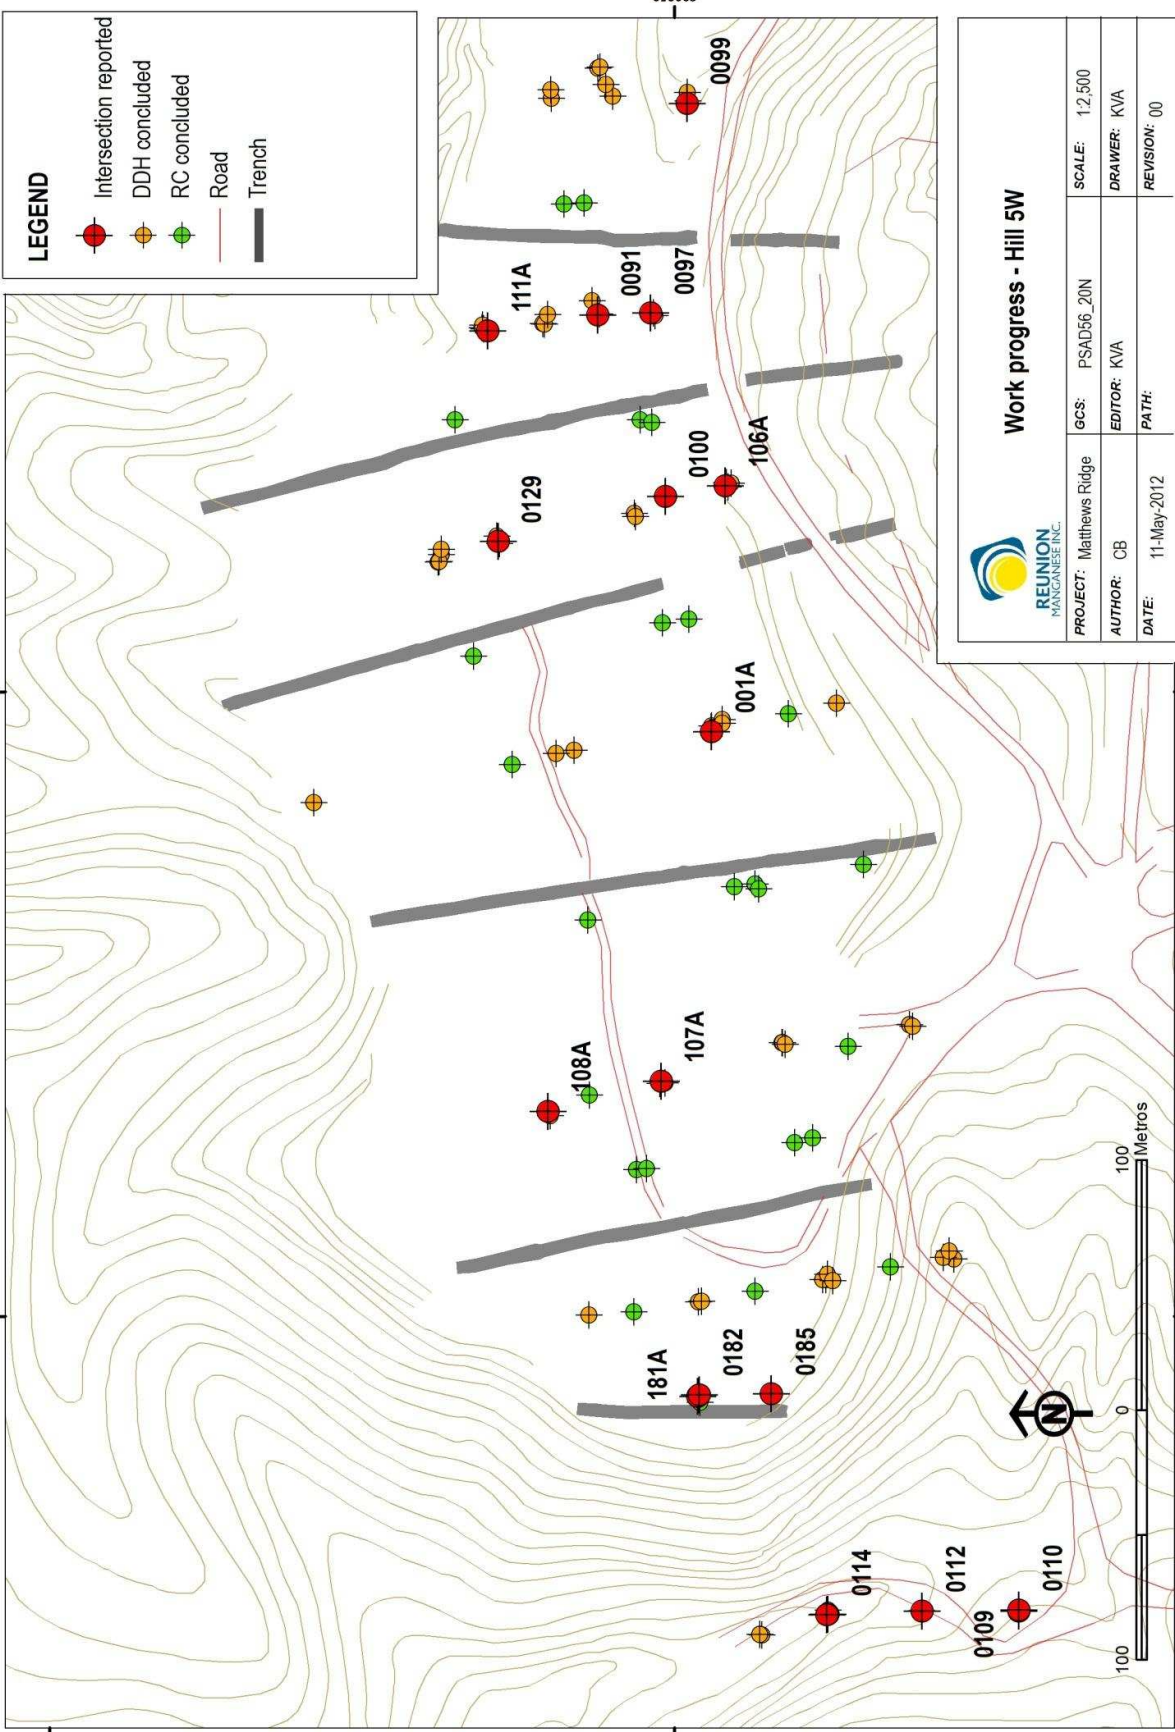 LEGEND
Intersection reported
DDH concluded
RC concluded
Road
Trench
0099
111A
0091
0097
0129
0100
106A
001A
108A
107A
181A
0182
0185
0114
0112
0109
0110
N
100
0
100
Metros
Work progress - Hill 5W
REUNION
MANGANESE INC.
PROJECT: Matthews Ridge
GCS: PSAD56_20N
SCALE: 1:2,500
AUTHOR: CB
EDITOR: KVA
DRAWER: KVA
DATE: 11-May-2012
PATH:
REVISION: 00